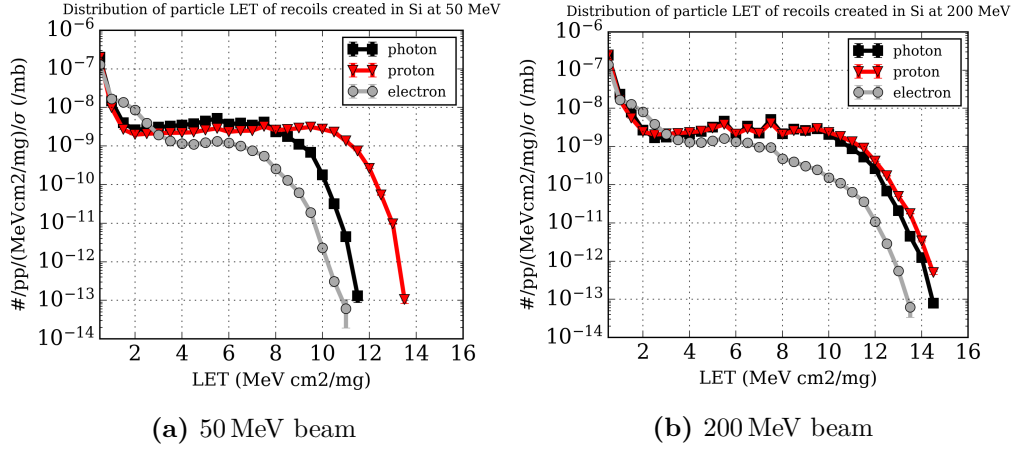 Distribution of particle LET of recoils created in Si at 50 MeV
#/pp/(MeVcm2/mg)/σ (/mb)
10⁻⁶
10⁻⁷
10⁻⁸
10⁻⁹
10⁻¹⁰
10⁻¹¹
10⁻¹²
10⁻¹³
10⁻¹⁴
photon
proton
electron
2 4 6 8 10 12 14 16
LET (MeV cm2/mg)
(a) 50 MeV beam
Distribution of particle LET of recoils created in Si at 200 MeV
#/pp/(MeVcm2/mg)/σ (/mb)
10⁻⁶
10⁻⁷
10⁻⁸
10⁻⁹
10⁻¹⁰
10⁻¹¹
10⁻¹²
10⁻¹³
10⁻¹⁴
photon
proton
electron
2 4 6 8 10 12 14 16
LET (MeV cm2/mg)
(b) 200 MeV beam